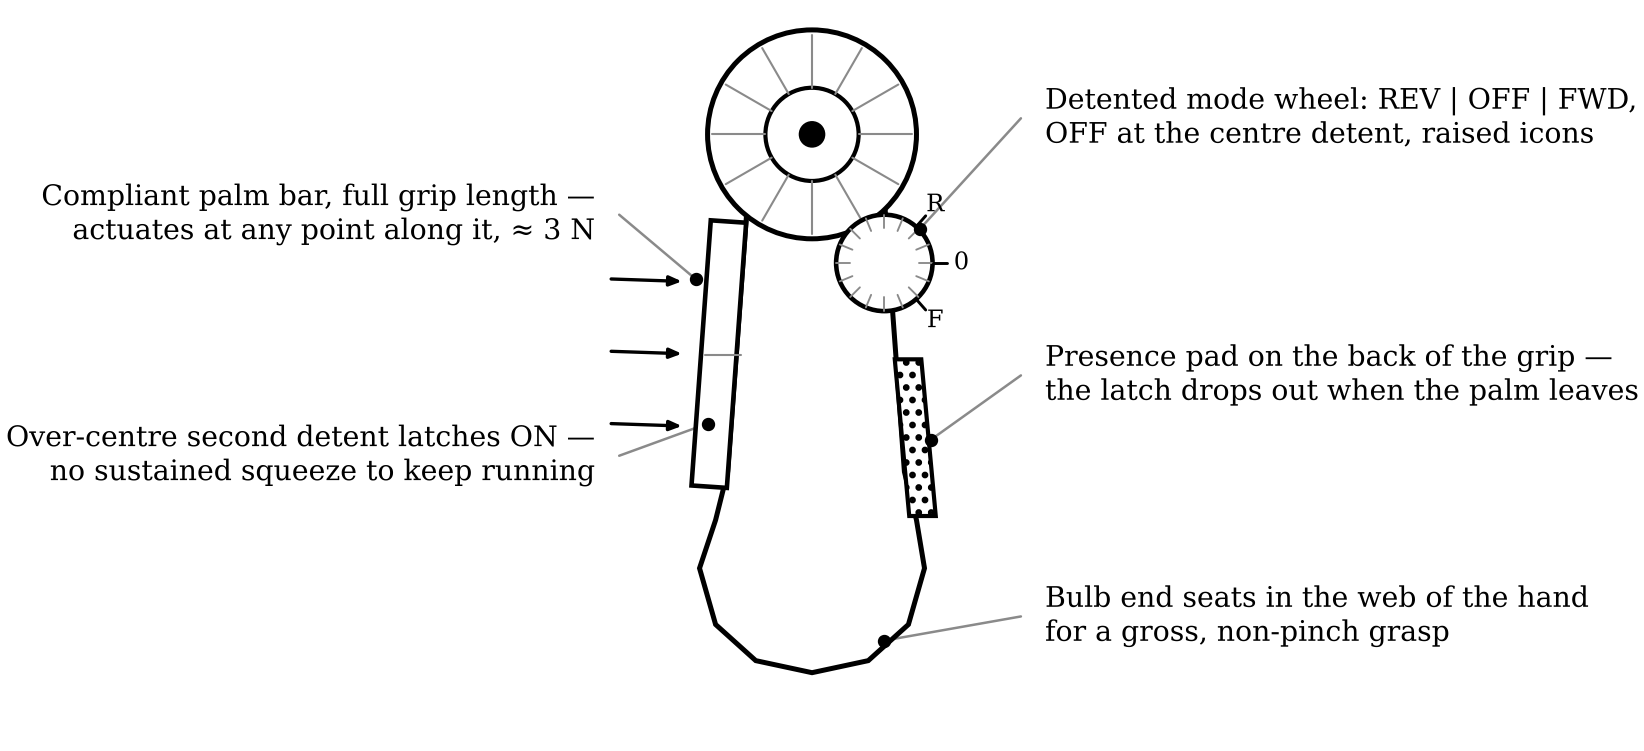 Detented mode wheel: REV | OFF | FWD,
OFF at the centre detent, raised icons
Compliant palm bar, full grip length —
actuates at any point along it, ≈ 3 N
R
0
F
Presence pad on the back of the grip —
the latch drops out when the palm leaves
Over-centre second detent latches ON —
no sustained squeeze to keep running
Bulb end seats in the web of the hand
for a gross, non-pinch grasp